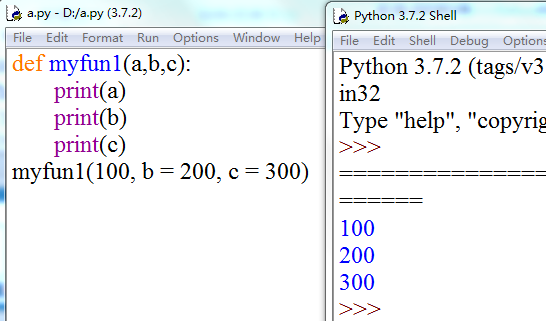 a.py - D:/a.py (3.7.2)
File Edit Format Run Options Window Help
def myfun1(a,b,c):
print(a)
print(b)
print(c)
myfun1(100, b = 200, c = 300)
Python 3.7.2 Shell
File Edit Shell Debug Options
Python 3.7.2 (tags/v3
in32
Type "help", "copyrig
>>>
===============
======
100
200
300
>>>